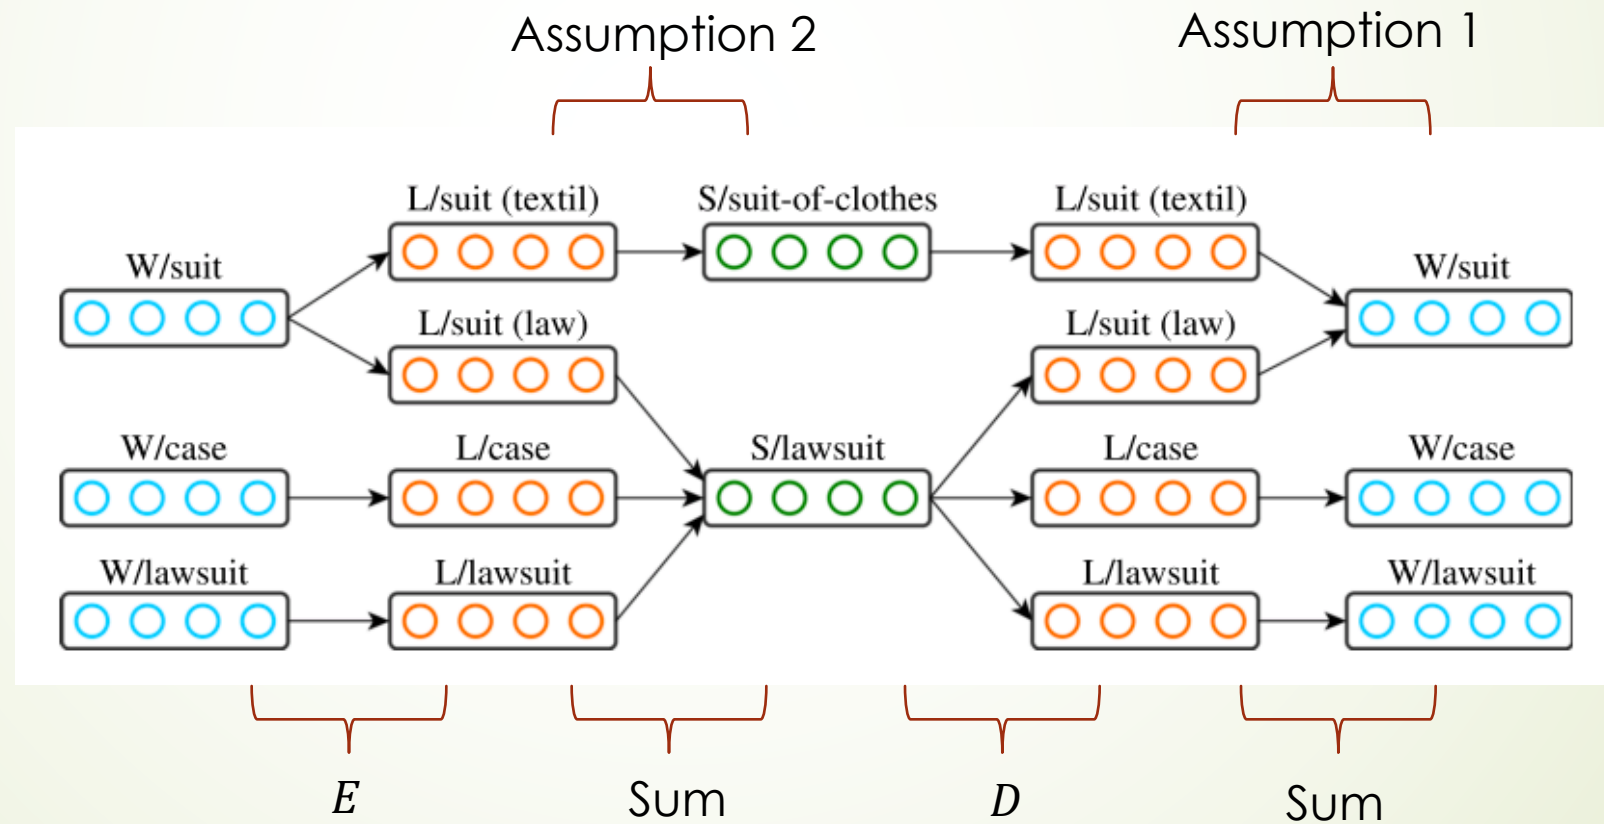 Assumption 2
Assumption 1
L/suit (textil)
S/suit-of-clothes
L/suit (textil)
W/suit
W/suit
L/suit (law)
L/suit (law)
W/case
L/case
S/lawsuit
L/case
W/case
W/lawsuit
L/lawsuit
L/lawsuit
W/lawsuit
E
Sum
D
Sum